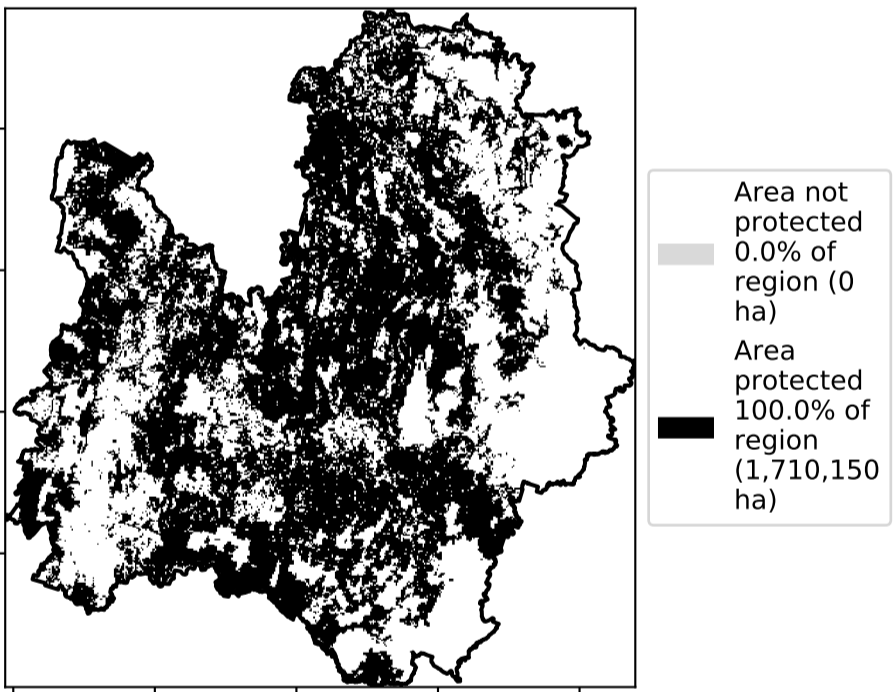 Area not
protected
0.0% of
region (0
ha)
Area
protected
100.0% of
region
(1,710,150
ha)